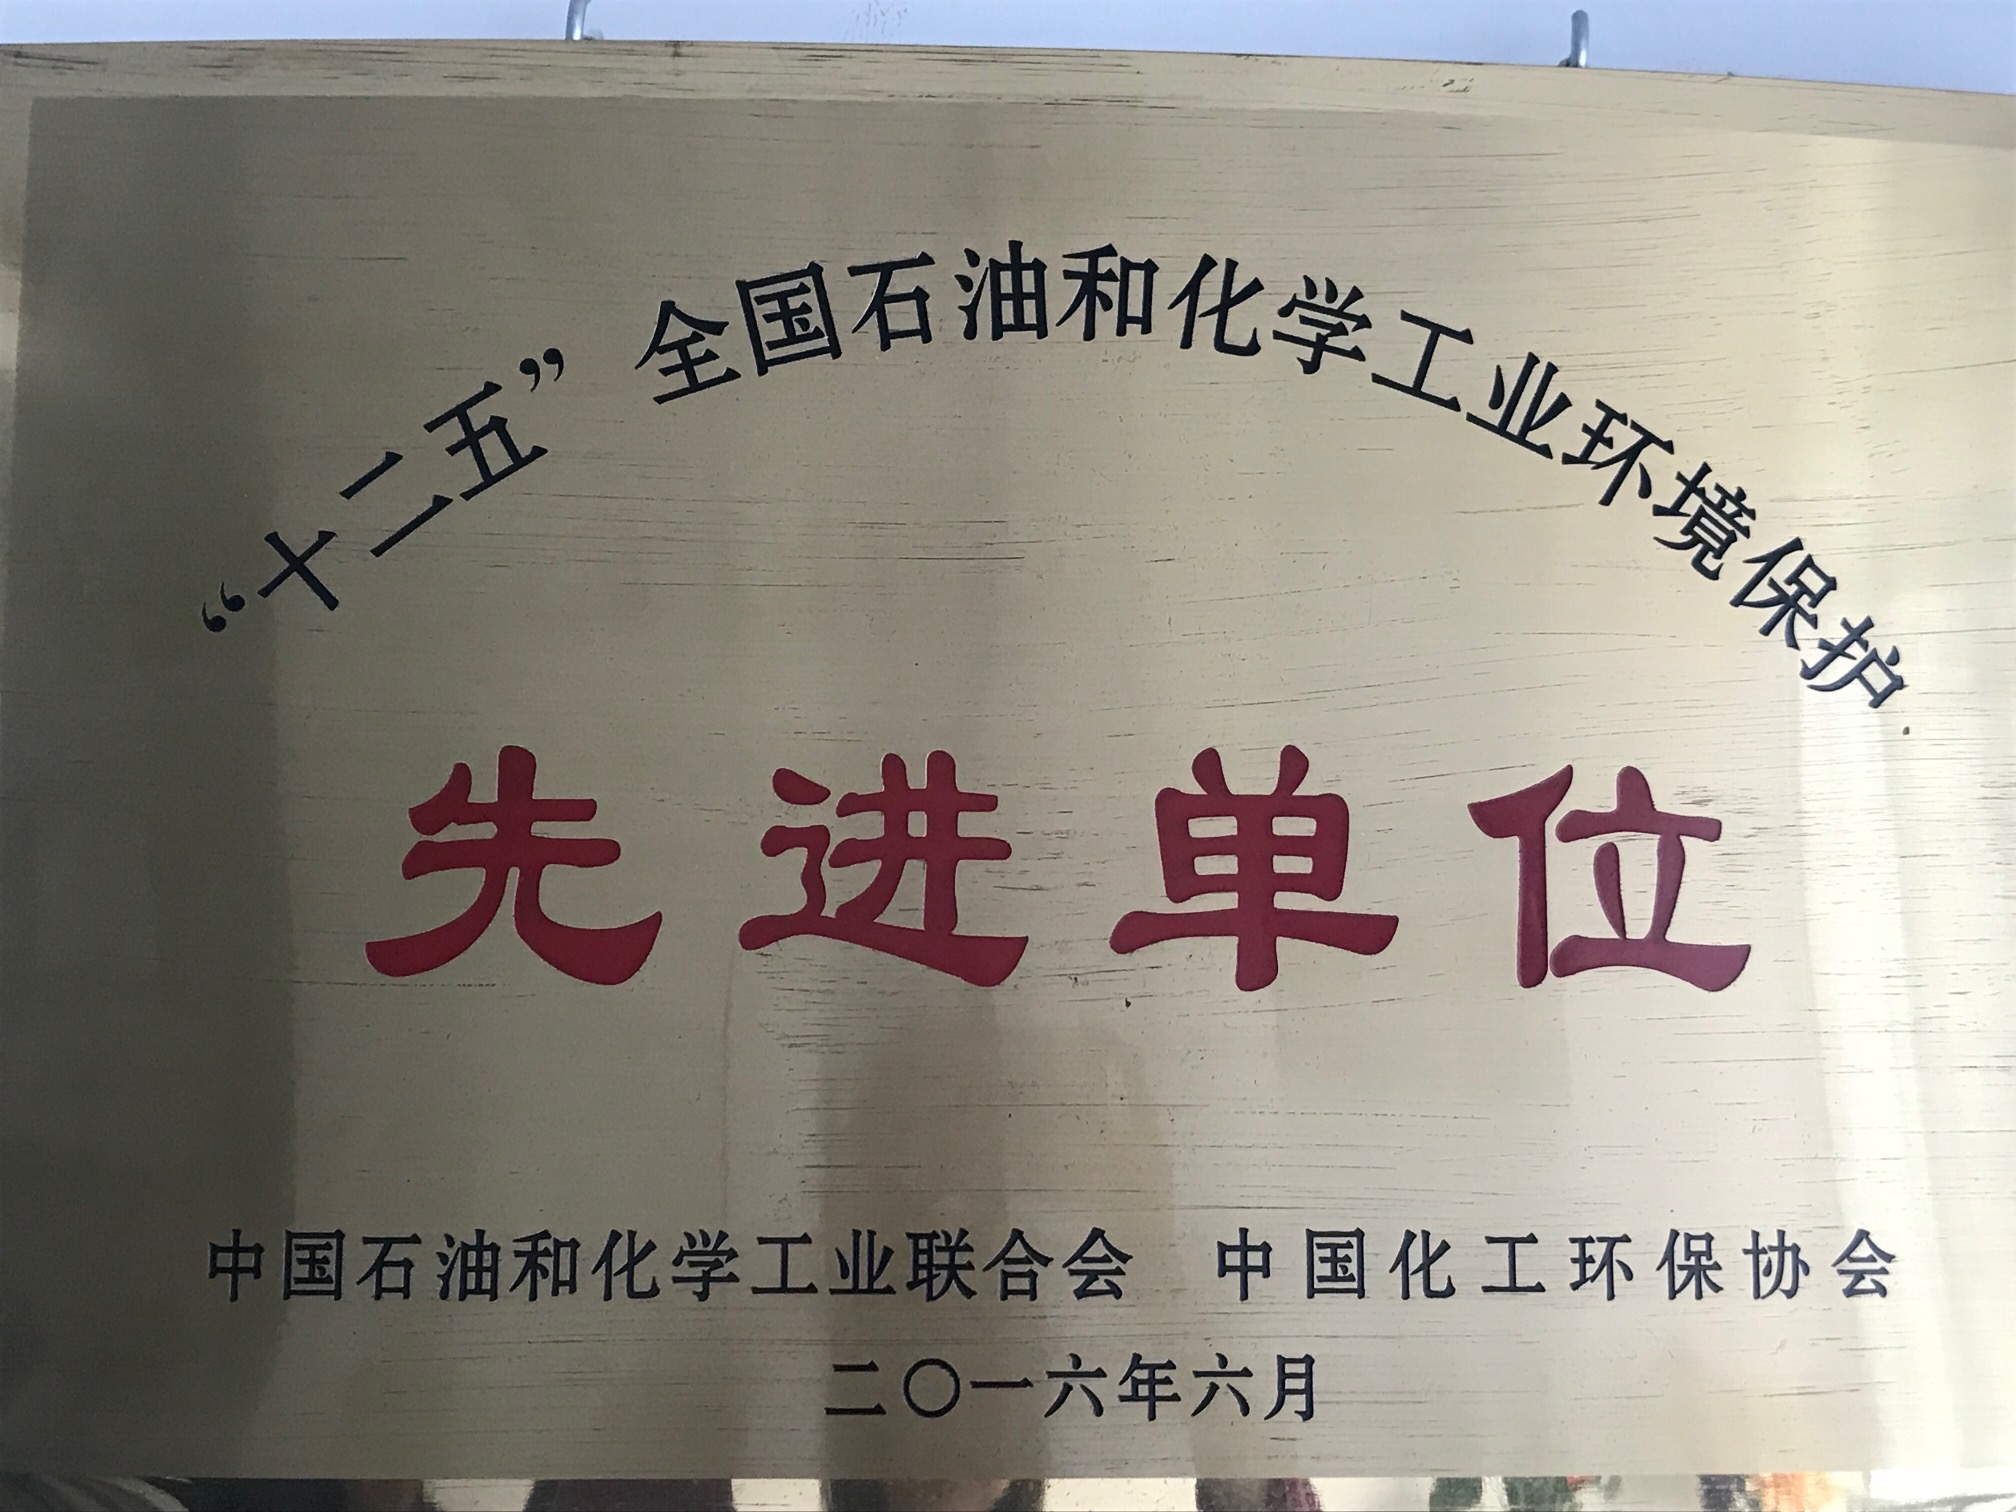 “十二五”全国石油和化学工业环境保护
先进单位
中国石油和化学工业联合会 中国化工环保协会
二〇一六年六月